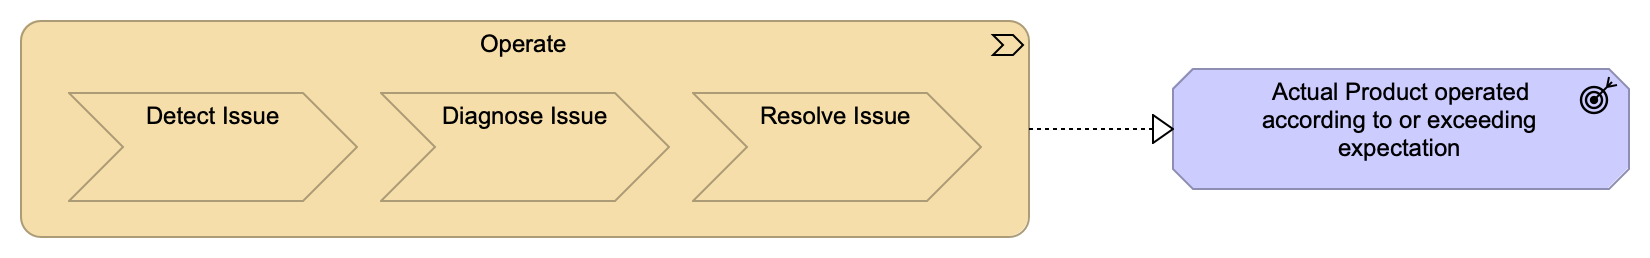 Operate
Detect Issue
Diagnose Issue
Resolve Issue
Actual Product operated
according to or exceeding
expectation